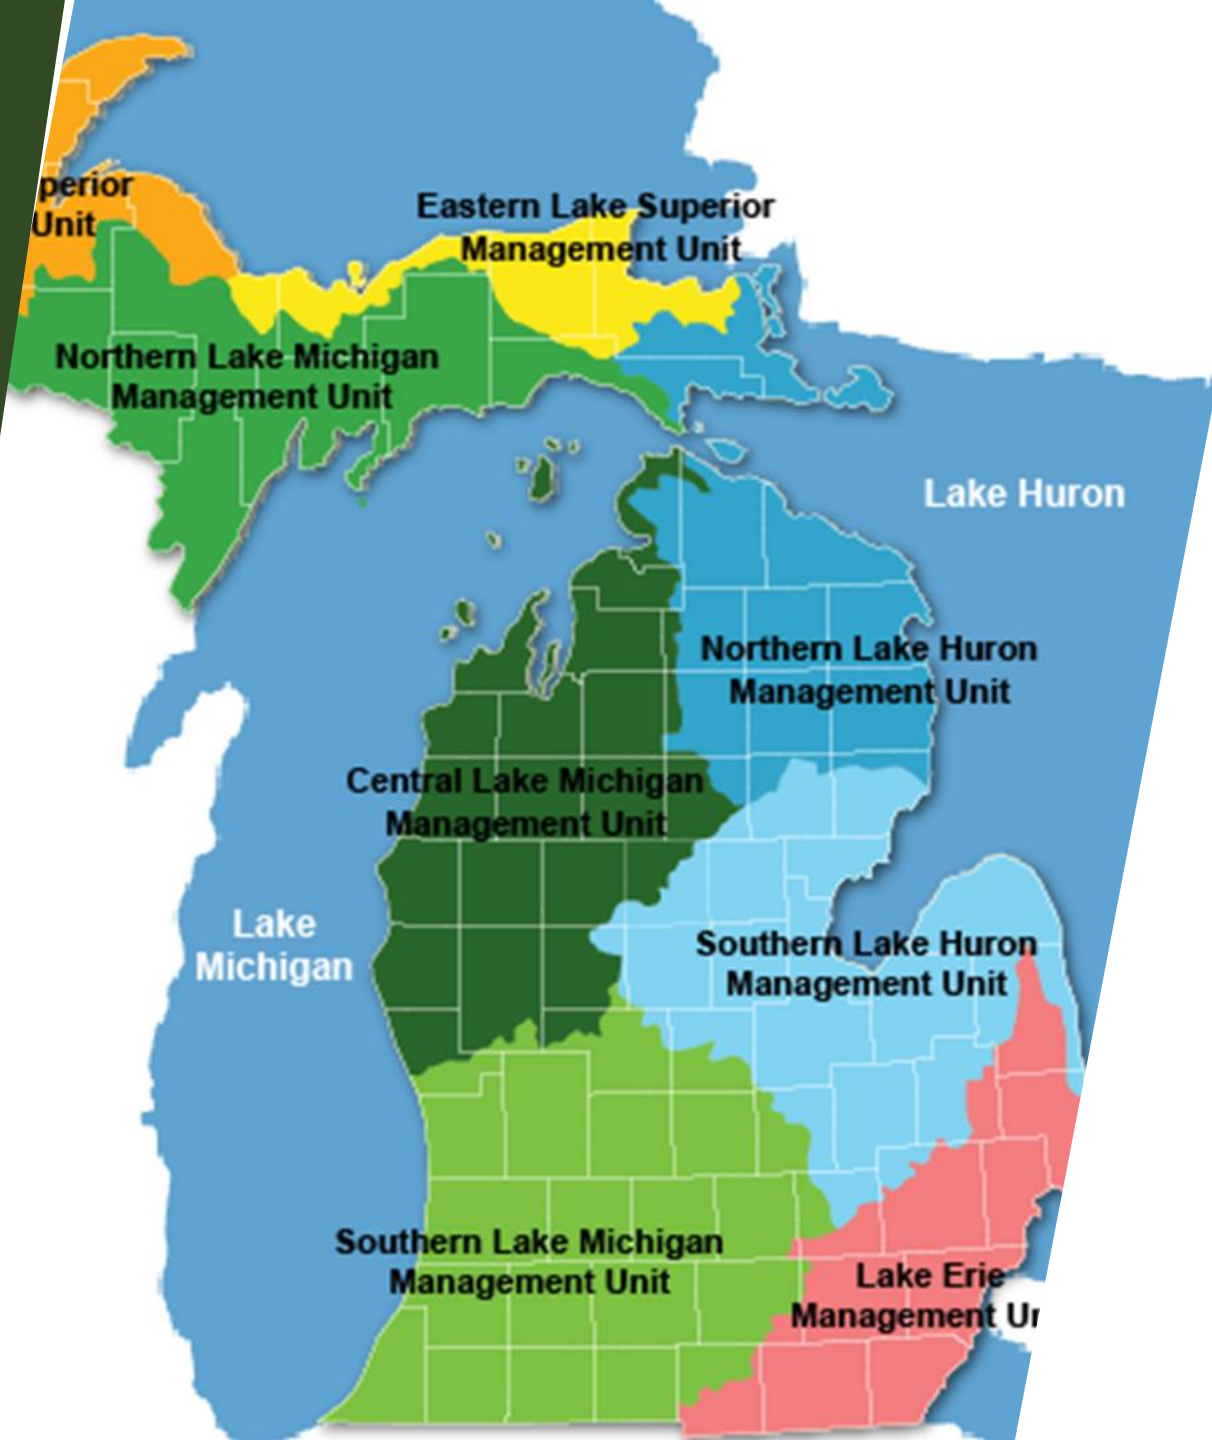 perior
Unit
Eastern Lake Superior
Management Unit
Northern Lake Michigan
Management Unit
Lake Huron
Northern Lake Huron
Management Unit
Central Lake Michigan
Management Unit
Lake
Michigan
Southern Lake Huron
Management Unit
Southern Lake Michigan
Management Unit
Lake Erie
Management Ur